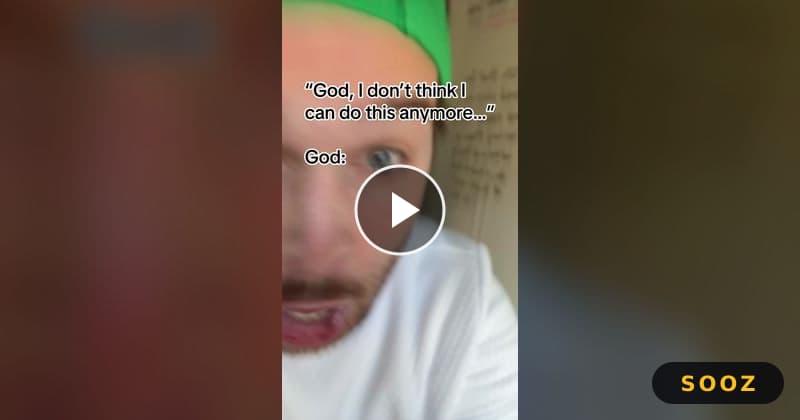 “God, I don’t think I
can do this anymore...”
God:
SOOZ